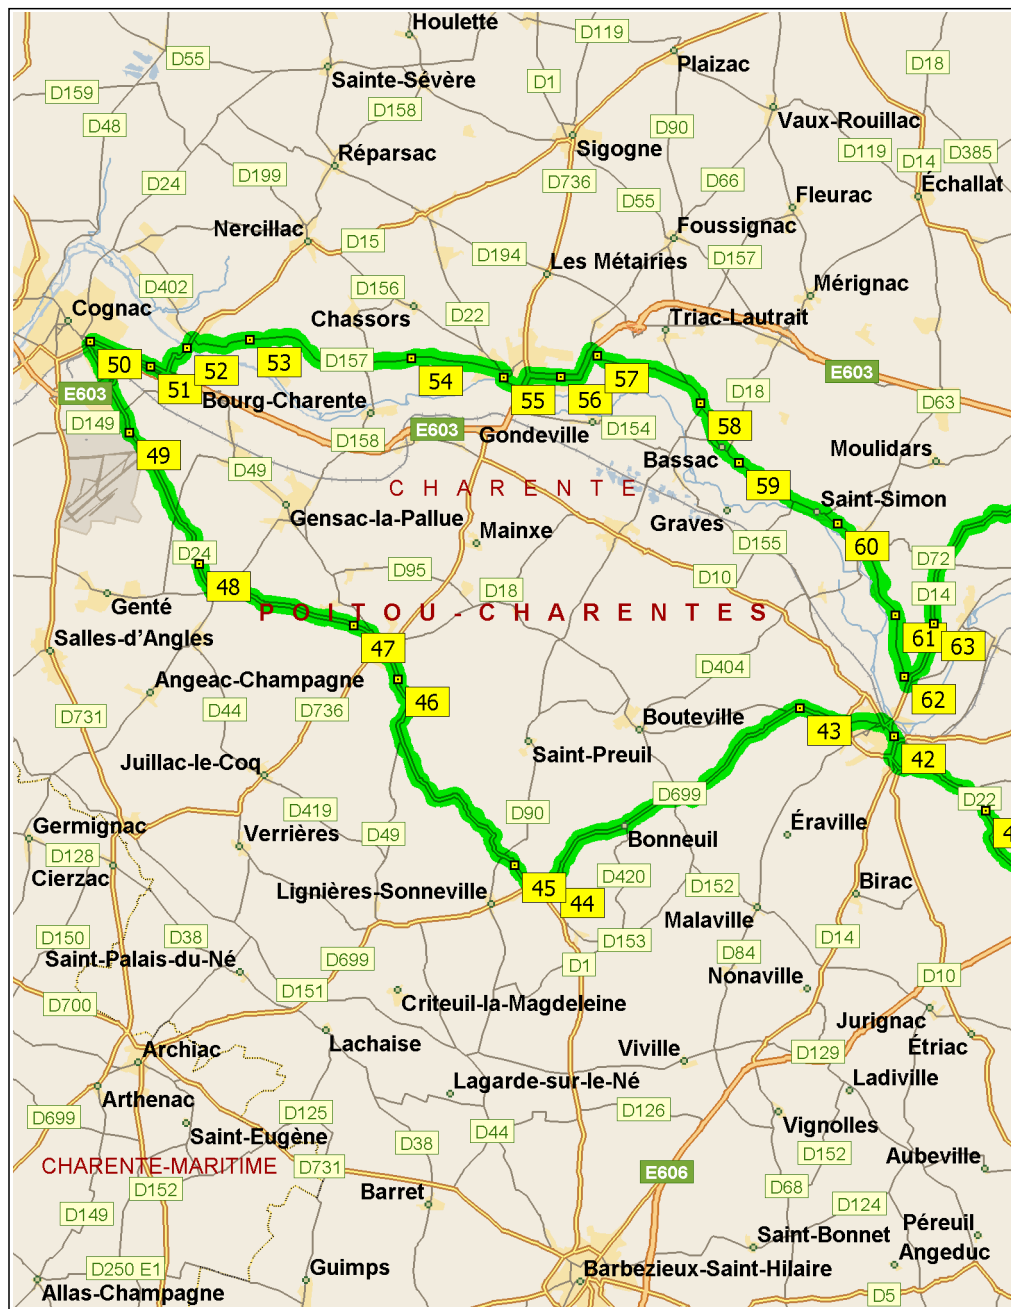 Houlette
D119
D55
Plaizac
D18
Sainte-Sévère
D1
D159
D158
Vaux-Rouillac
D48
D90
Sigogne
D119
D385
Réparsac
D14
D24
D199
D736
D66
Échallat
Fleurac
D55
Nercillac
Foussignac
D15
D194
D157
Les Métairies
D402
D156
Mérignac
Cognac
Chassors
D22
Triac-Lautrait
50
52
53
D157
54
57
E603
51
55
56
E603
Bourg-Charente
D18
D63
D149
D158
E603
Gondeville
D154
58
49
Bassac
Moulidars
D49
59
CHARENTE
Saint-Simon
Gensac-la-Pallue
Graves
Mainxe
D155
60
D24
D72
D95
D10
48
D18
D14
Genté
POITOU-CHARENTES
Salles-d'Angles
47
61
63
D404
Angeac-Champagne
46
62
D44
D736
D731
Bouteville
43
Saint-Preuil
42
Juillac-le-Coq
D699
D22
D419
D90
Germignac
Verrières
D49
Bonneuil
Éraville
4
D128
Cierzac
D420
Birac
Lignières-Sonneville
45
D152
44
Malaville
D150
D38
D14
D153
Saint-Palais-du-Né
D699
D1
D84
Nonaville
D10
D151
D700
Criteuil-la-Magdeleine
Jurignac
Lachaise
Archiac
Viville
D129
Étriac
Arthenac
Lagarde-sur-le-Né
Ladiville
D699
D125
D126
Saint-Eugène
D44
Vignolles
D38
D152
CHARENTE-MARITIME
D731
E606
Aubeville
D152
Barret
D68
D124
D149
Péreuil
Saint-Bonnet
Angeduc
D250 E1
Guimps
Barbezieux-Saint-Hilaire
Allas-Champagne
D5